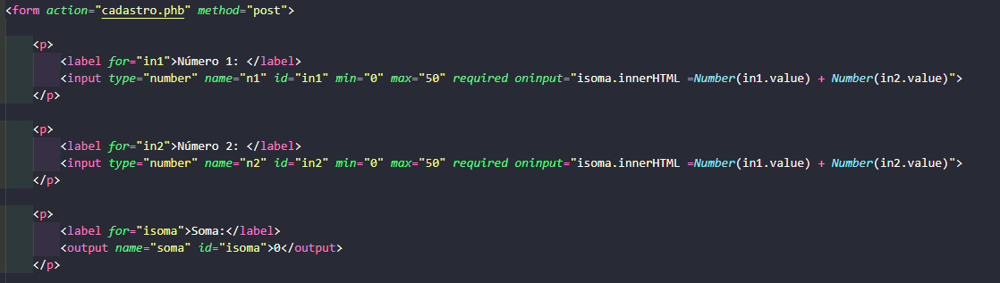 <form action="cadastro.phb" method="post">
<p>
<label for="in1">Número 1: </label>
<input type="number" name="n1" id="in1" min="0" max="50" required oninput="isoma.innerHTML =Number(in1.value) + Number(in2.value)">
</p>
<p>
<label for="in2">Número 2: </label>
<input type="number" name="n2" id="in2" min="0" max="50" required oninput="isoma.innerHTML =Number(in1.value) + Number(in2.value)">
</p>
<p>
<label for="isoma">Soma:</label>
<output name="soma" id="isoma">0</output>
</p>